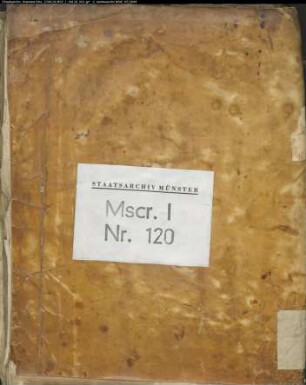 STAATSARCHIV MÜNSTER
Mscr. I
Nr. 120